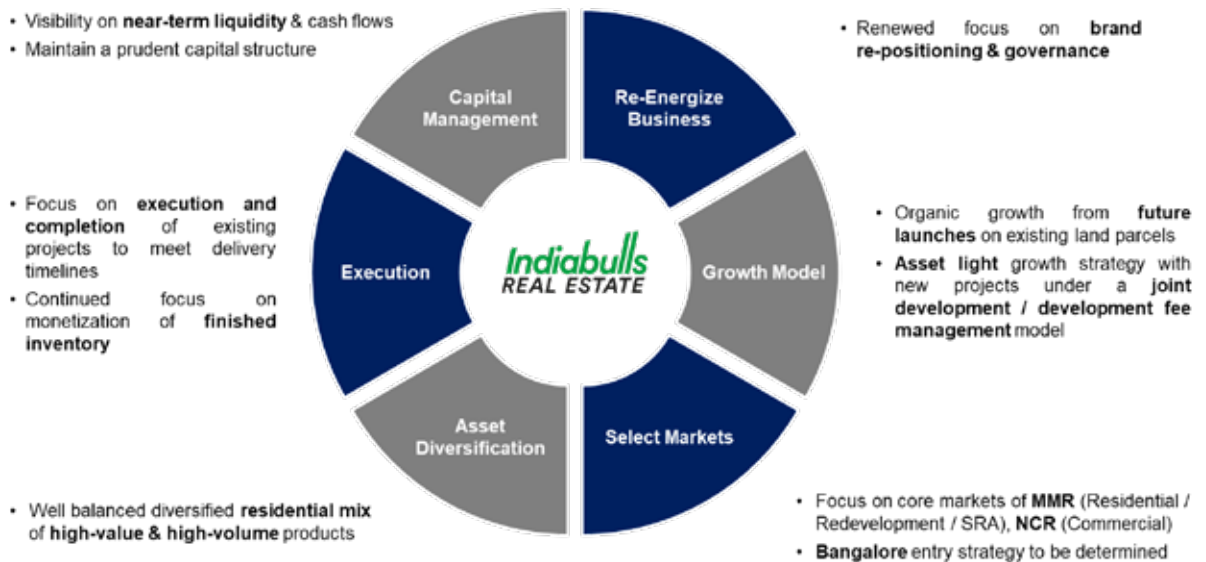 • Visibility on near-term liquidity & cash flows
• Maintain a prudent capital structure
• Renewed focus on brand
re-positioning & governance
Capital
Management
Re-Energize
Business
• Focus on execution and
completion of existing
projects to meet delivery
timelines
• Continued focus on
monetization of finished
inventory
Execution
Indiabulls
REAL ESTATE
Growth Model
• Organic growth from future
launches on existing land parcels
• Asset light growth strategy with
new projects under a joint
development / development fee
management model
Asset
Diversification
Select Markets
• Well balanced diversified residential mix
of high-value & high-volume products
• Focus on core markets of MMR (Residential /
Redevelopment / SRA), NCR (Commercial)
• Bangalore entry strategy to be determined